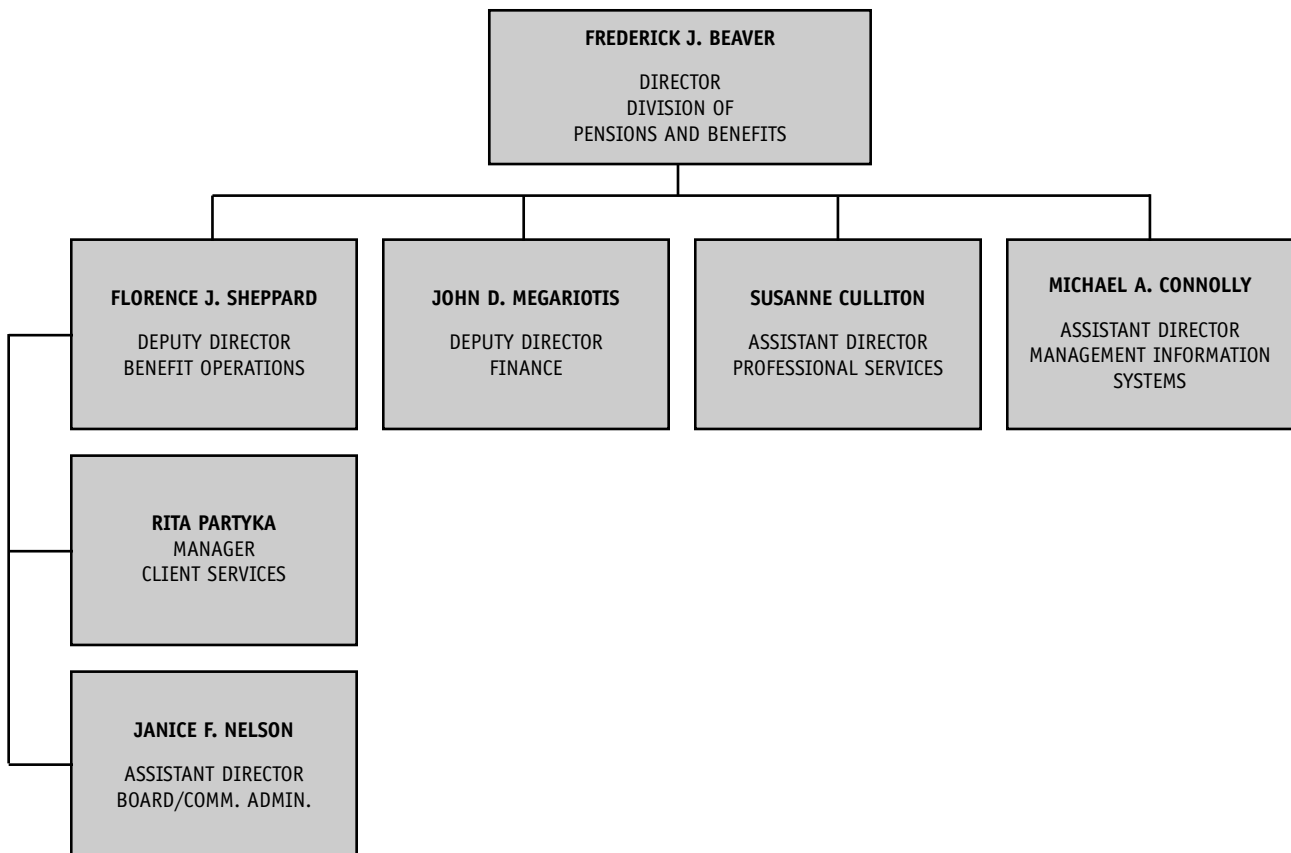 FREDERICK J. BEAVER
DIRECTOR
DIVISION OF
PENSIONS AND BENEFITS
FLORENCE J. SHEPPARD
DEPUTY DIRECTOR
BENEFIT OPERATIONS
JOHN D. MEGARIOTIS
DEPUTY DIRECTOR
FINANCE
SUSANNE CULLITON
ASSISTANT DIRECTOR
PROFESSIONAL SERVICES
MICHAEL A. CONNOLLY
ASSISTANT DIRECTOR
MANAGEMENT INFORMATION
SYSTEMS
RITA PARTYKA
MANAGER
CLIENT SERVICES
JANICE F. NELSON
ASSISTANT DIRECTOR
BOARD/COMM. ADMIN.